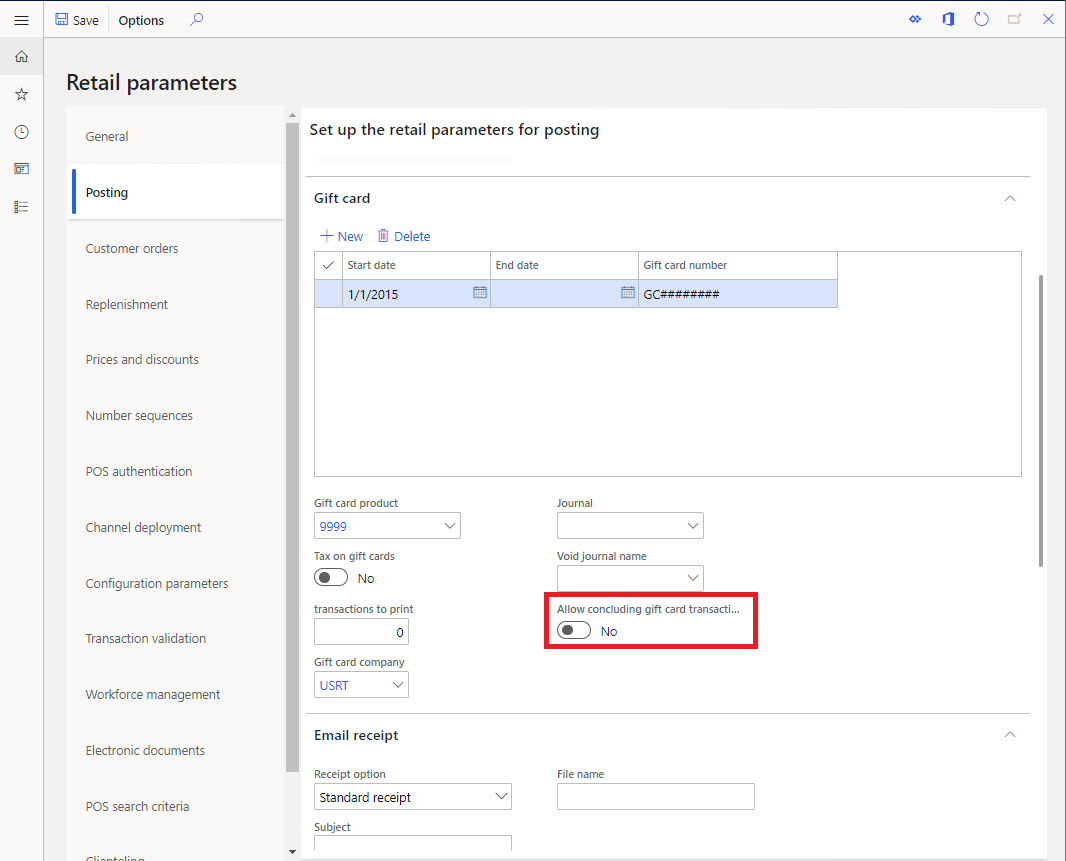 Save
Options
Retail parameters
General
Posting
Customer orders
Replenishment
Prices and discounts
Number sequences
POS authentication
Channel deployment
Configuration parameters
Transaction validation
Workforce management
Electronic documents
POS search criteria
Clienteling
Set up the retail parameters for posting
Gift card
New
Delete
Start date
End date
Gift card number
1/1/2015
GC########
Gift card product
9999
Journal
Tax on gift cards
No
Void journal name
transactions to print
0
Allow concluding gift card transacti...
No
Gift card company
USRT
Email receipt
Receipt option
Standard receipt
File name
Subject